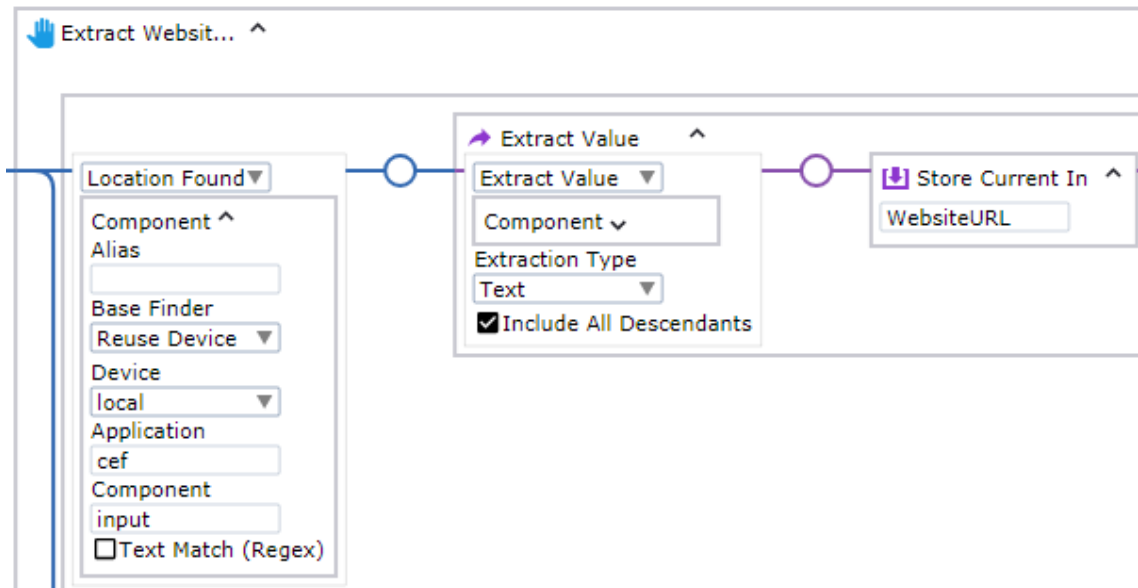 Extract Websit...
Location Found
Component
Alias
Base Finder
Reuse Device
Device
local
Application
cef
Component
input
Text Match (Regex)
Extract Value
Extract Value
Component
Extraction Type
Text
Include All Descendants
Store Current In
WebsiteURL